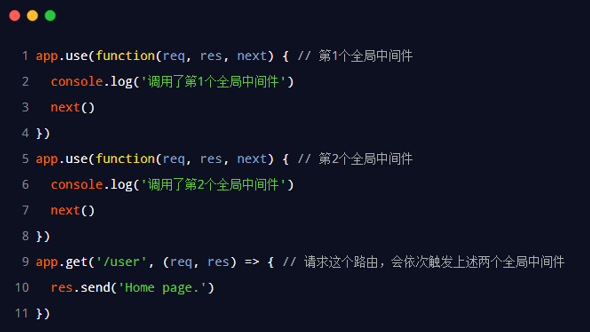 1 app.use(function(req, res, next) { // 第1个全局中间件
2   console.log('调用了第1个全局中间件')
3   next()
4 })
5 app.use(function(req, res, next) { // 第2个全局中间件
6   console.log('调用了第2个全局中间件')
7   next()
8 })
9 app.get('/user', (req, res) => { // 请求这个路由，会依次触发上述两个全局中间件
10   res.send('Home page.')
11 })